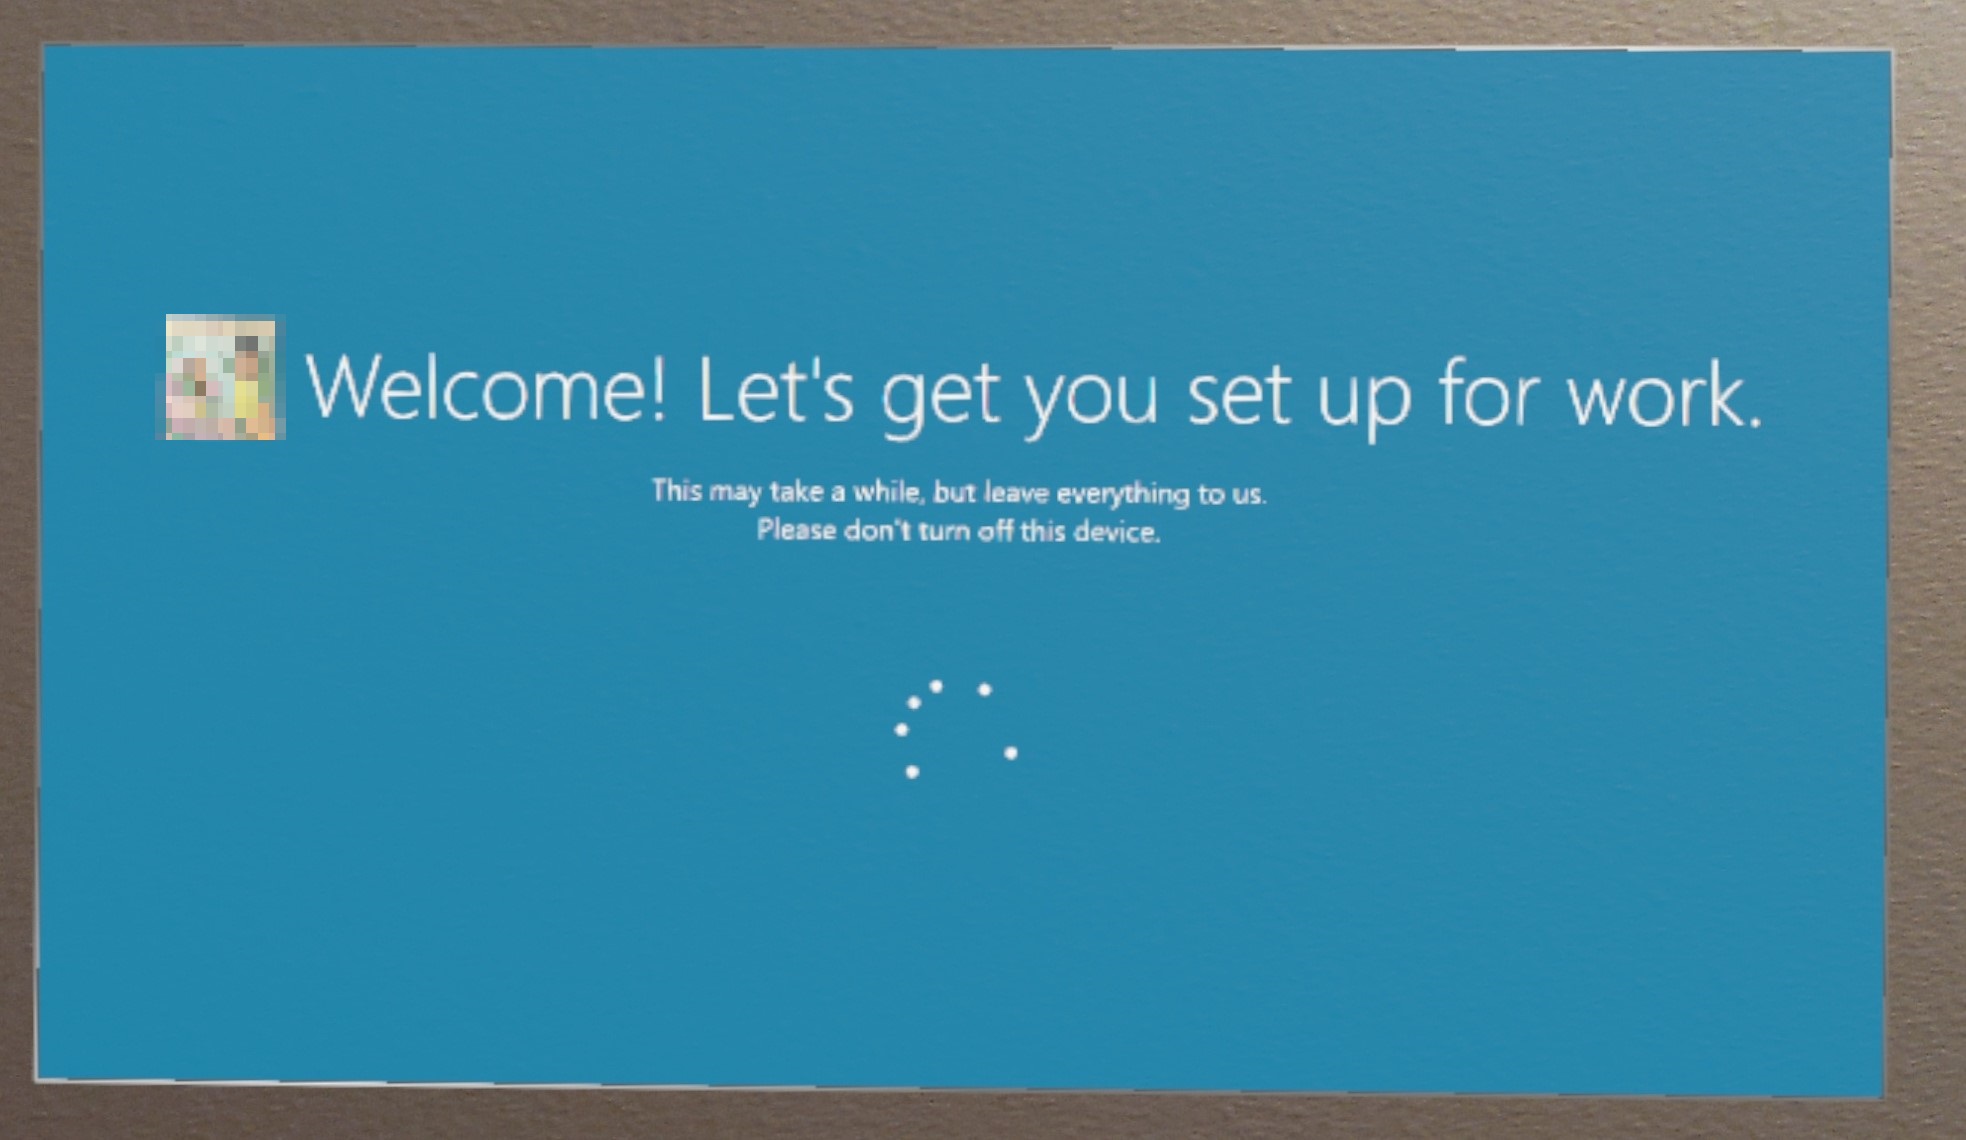 Welcome! Let's get you set up for work.
This may take a while, but leave everything to us.
Please don't turn off this device.